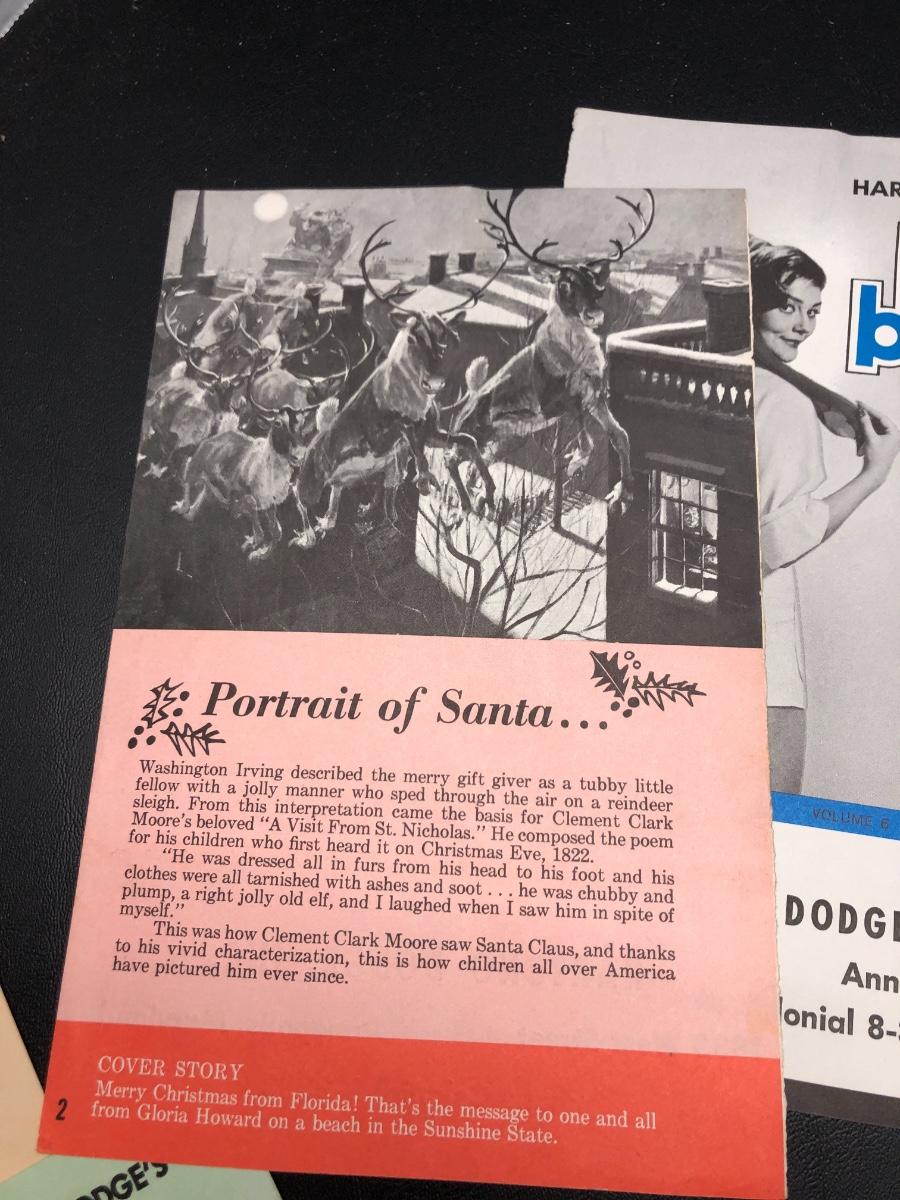 Portrait of Santa...
Washington Irving described the merry gift giver as a tubby little
fellow with a jolly manner who sped through the air on a reindeer
sleigh. From this interpretation came the basis for Clement Clark
Moore's beloved "A Visit From St. Nicholas." He composed the poem
for his children who first heard it on Christmas Eve, 1822.
"He was dressed all in furs from his head to his foot and his
clothes were all tarnished with ashes and soot . . . he was chubby and
plump, a right jolly old elf, and I laughed when I saw him in spite of
myself."
This was how Clement Clark Moore saw Santa Claus, and thanks
to his vivid characterization, this is how children all over America
have pictured him ever since.
COVER STORY
Merry Christmas from Florida! That's the message to one and all
from Gloria Howard on a beach in the Sunshine State.
2
HAR
b
VOLUME 6
DODGE
Ann
lonial 8-
ODGE'S